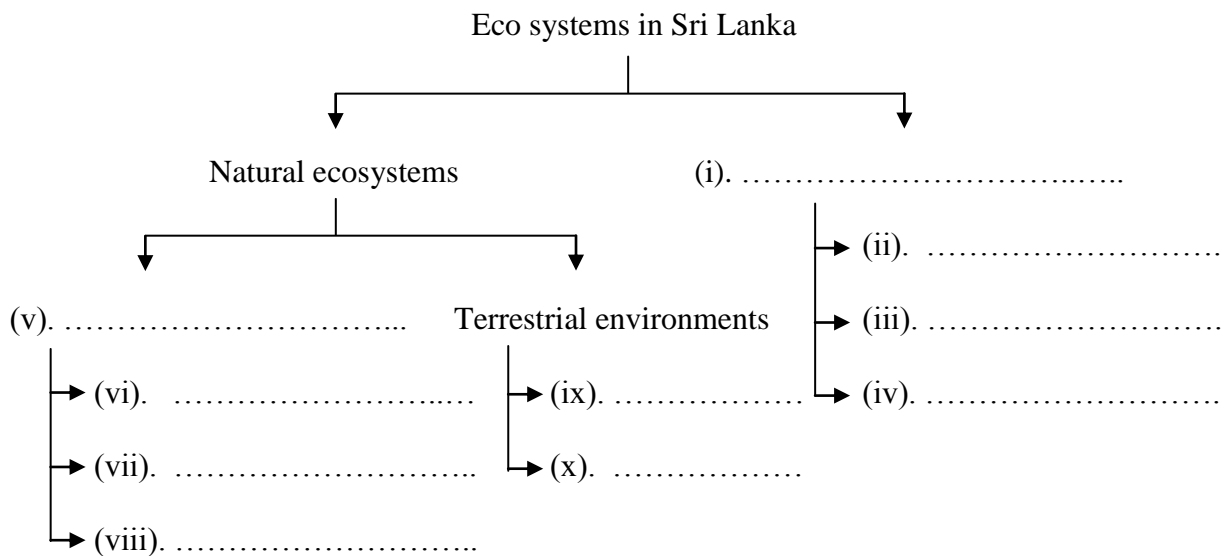 Eco systems in Sri Lanka
Natural ecosystems
(i). …………………………..…..
(ii). ……………………….
(v). …………………………...
Terrestrial environments
(iii). ……………………….
(vi). ……………………..…
(ix). ………………
(iv). ……………………….
(vii). ………………………..
(x). ………………
(viii). ………………………..